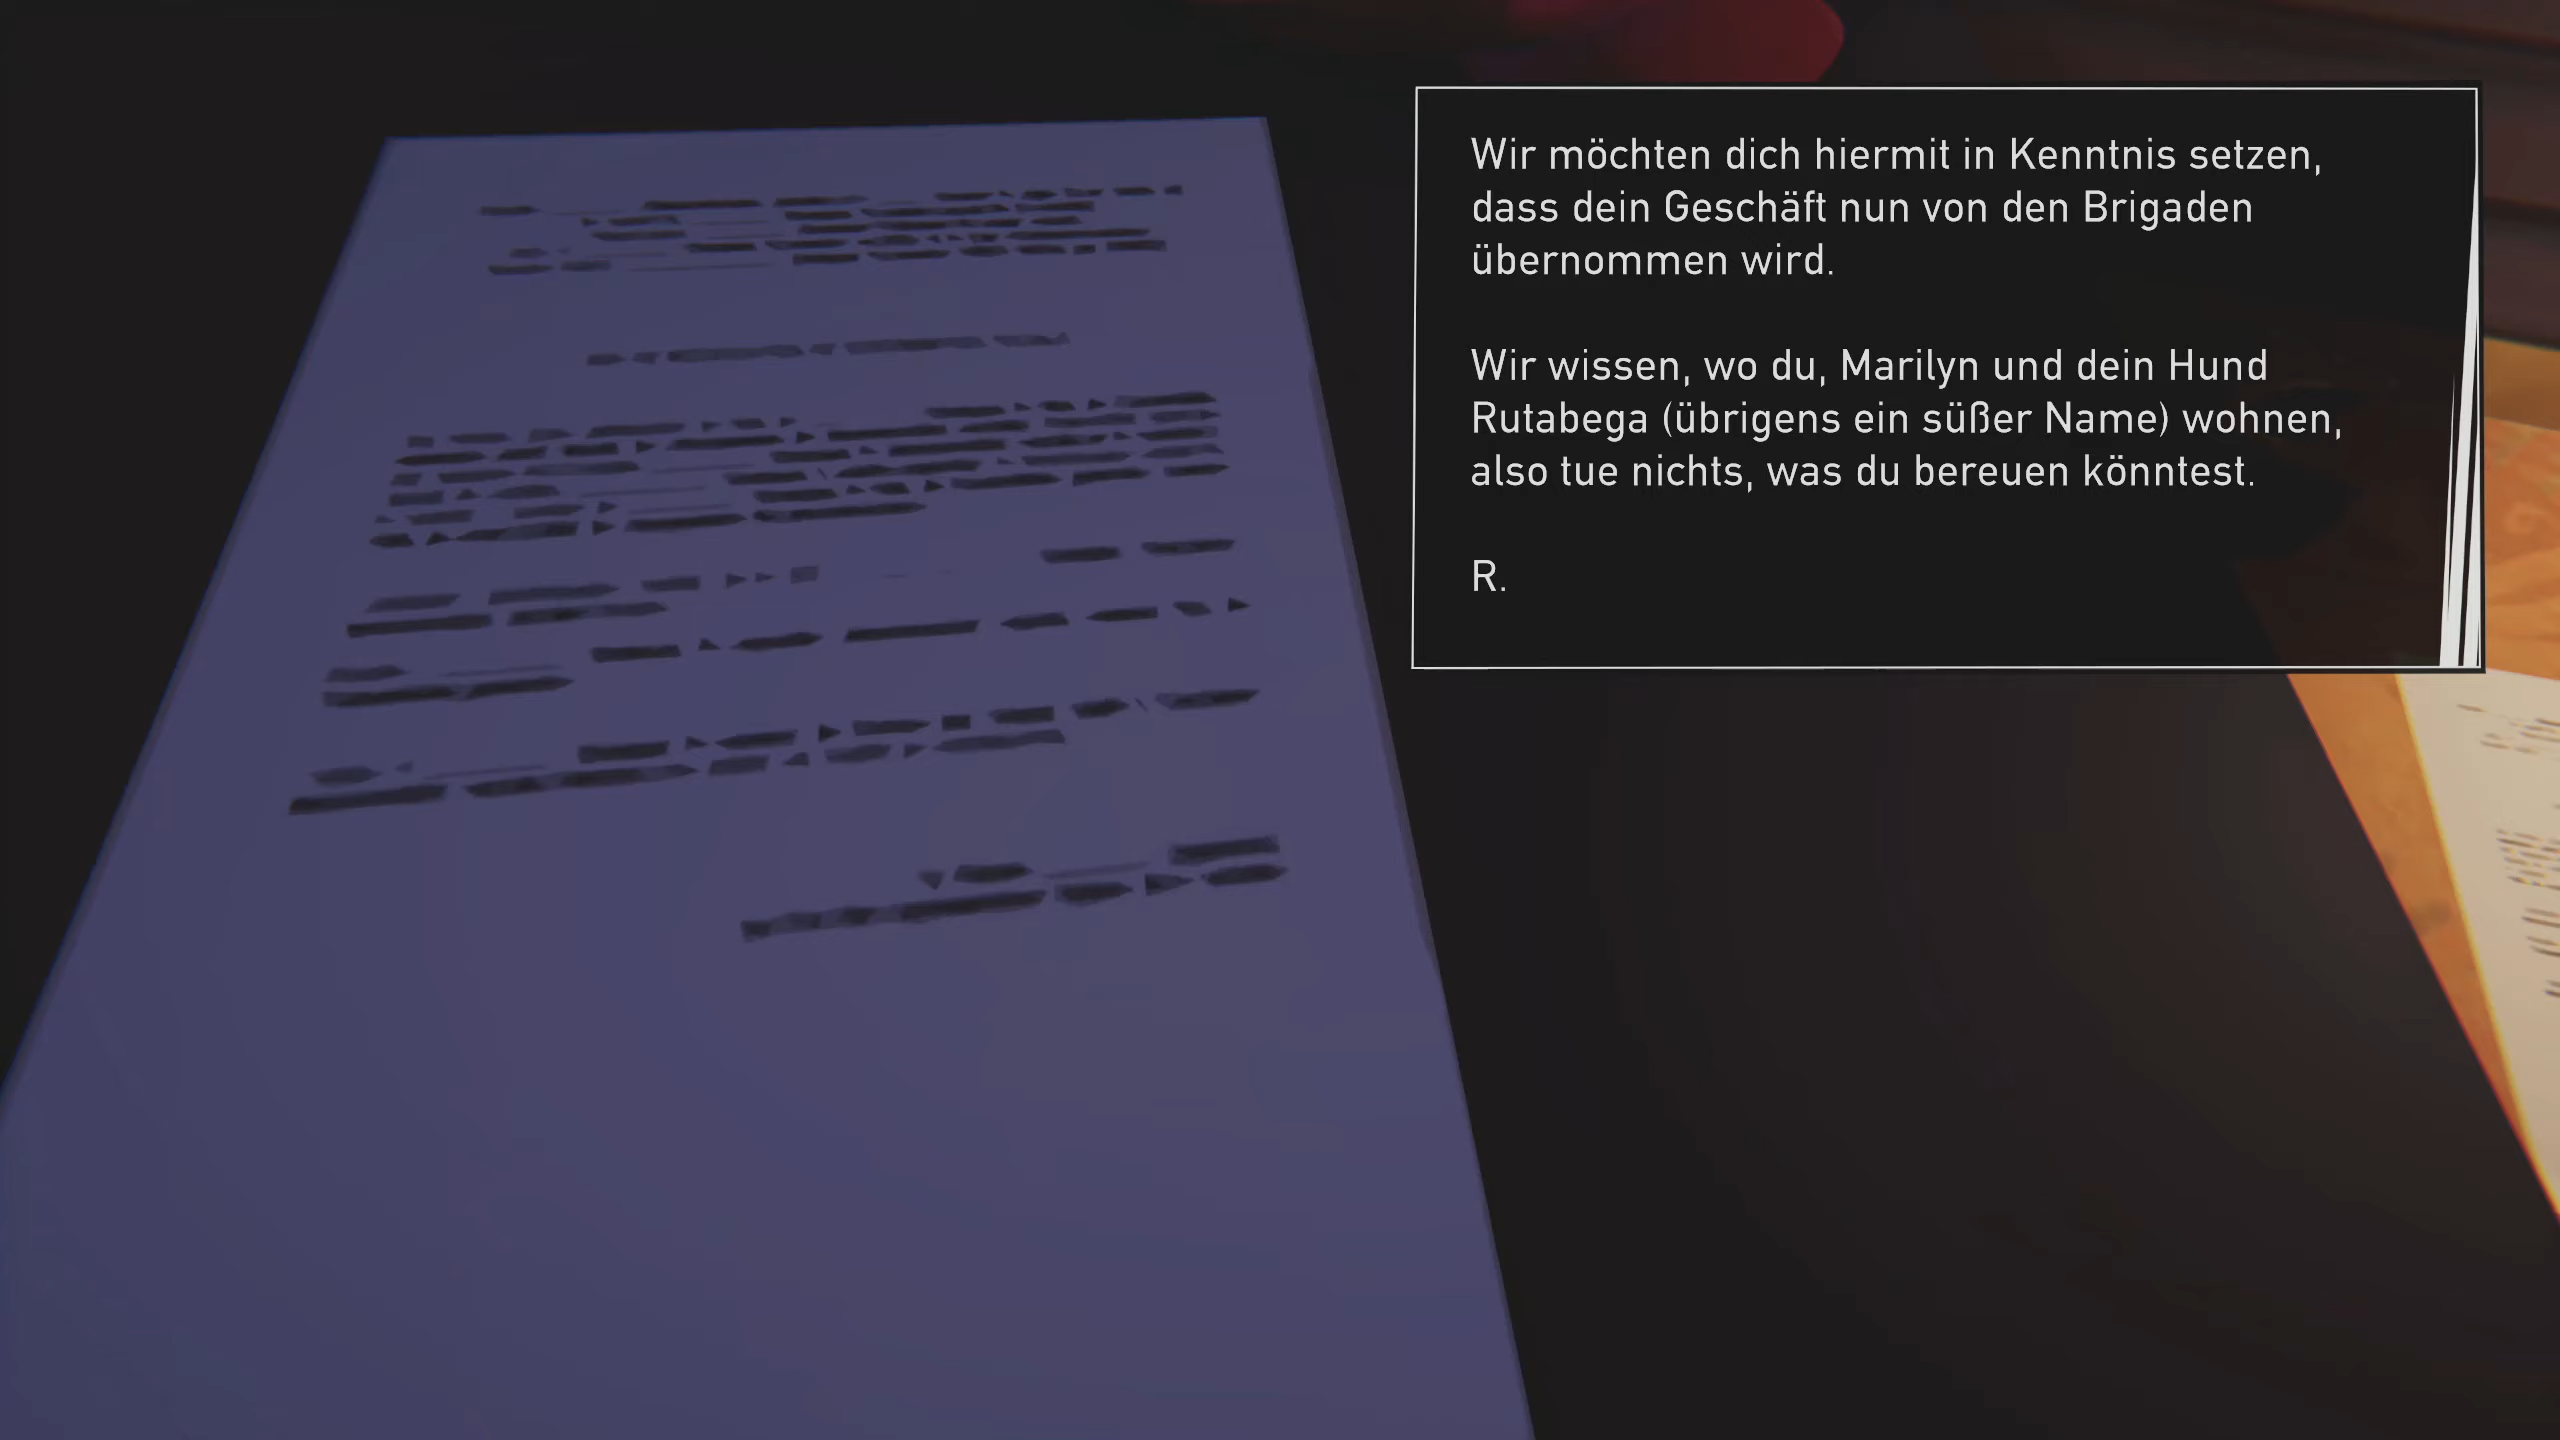 Wir möchten dich hiermit in Kenntnis setzen,
dass dein Geschäft nun von den Brigaden
übernommen wird.
Wir wissen, wo du, Marilyn und dein Hund
Rutabega (übrigens ein süßer Name) wohnen,
also tue nichts, was du bereuen könntest.
R.